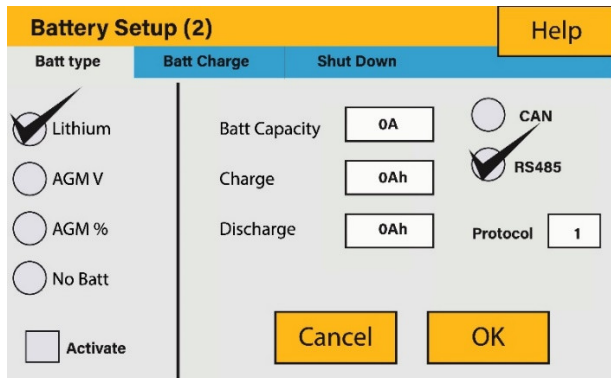 Battery Setup (2)
Help
Batt type
Batt Charge
Shut Down
Lithium
AGM V
AGM %
No Batt
Activate
Batt Capacity
0A
Charge
0Ah
Discharge
0Ah
CAN
RS485
Protocol
1
Cancel
OK